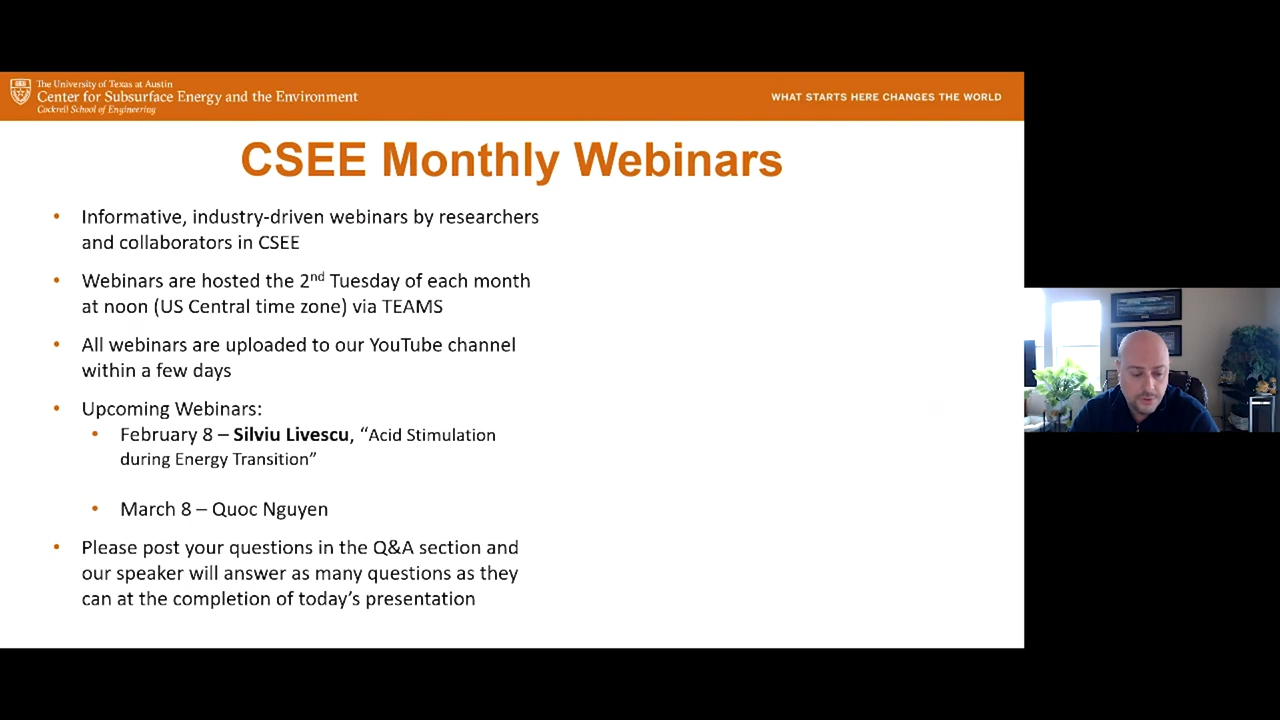 The University of Texas at Austin
Center for Subsurface Energy and the Environment
Cockrell School of Engineering
WHAT STARTS HERE CHANGES THE WORLD
CSEE Monthly Webinars
• Informative, industry-driven webinars by researchers
and collaborators in CSEE
• Webinars are hosted the 2nd Tuesday of each month
at noon (US Central time zone) via TEAMS
• All webinars are uploaded to our YouTube channel
within a few days
• Upcoming Webinars:
• February 8 – Silviu Livescu, “Acid Stimulation
during Energy Transition”
• March 8 – Quoc Nguyen
• Please post your questions in the Q&A section and
our speaker will answer as many questions as they
can at the completion of today’s presentation